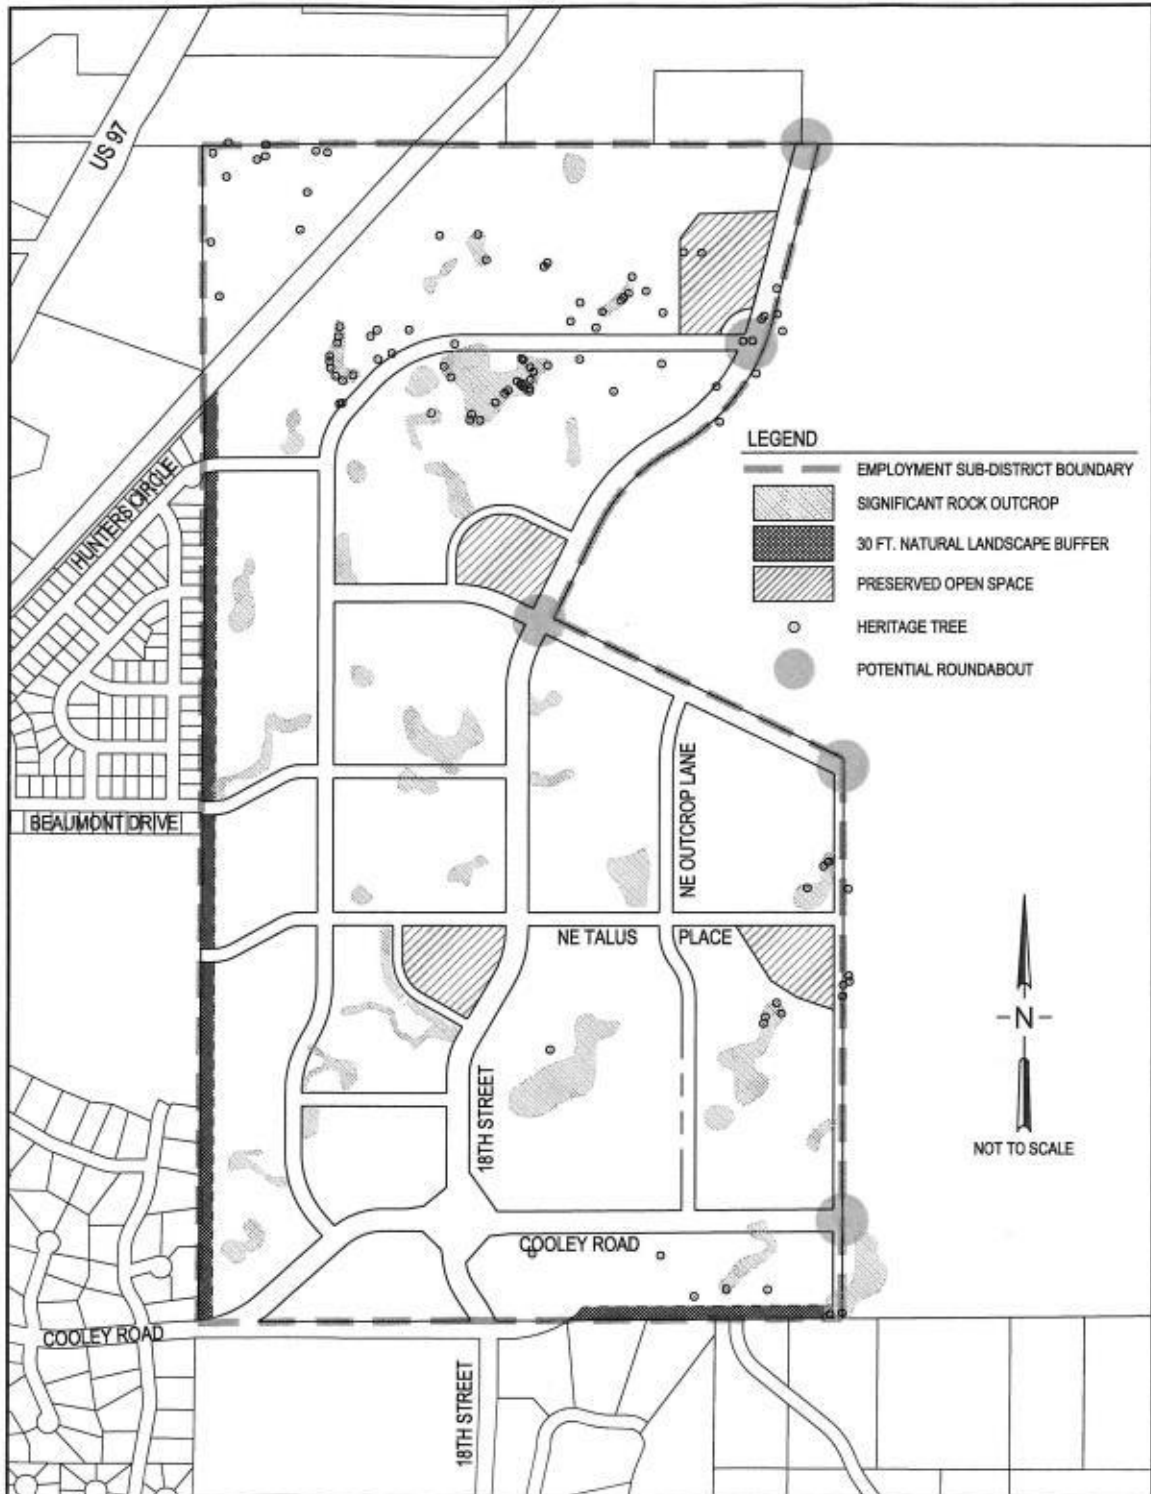 US 97
LEGEND
EMPLOYMENT SUB-DISTRICT BOUNDARY
SIGNIFICANT ROCK OUTCROP
30 FT. NATURAL LANDSCAPE BUFFER
PRESERVED OPEN SPACE
HERITAGE TREE
POTENTIAL ROUNDABOUT
HUNTERS CIRCLE
BEAUMONT DRIVE
NE OUTCROP LANE
NE TALUS PLACE
N
NOT TO SCALE
18TH STREET
COOLEY ROAD
COOLEY ROAD
18TH STREET